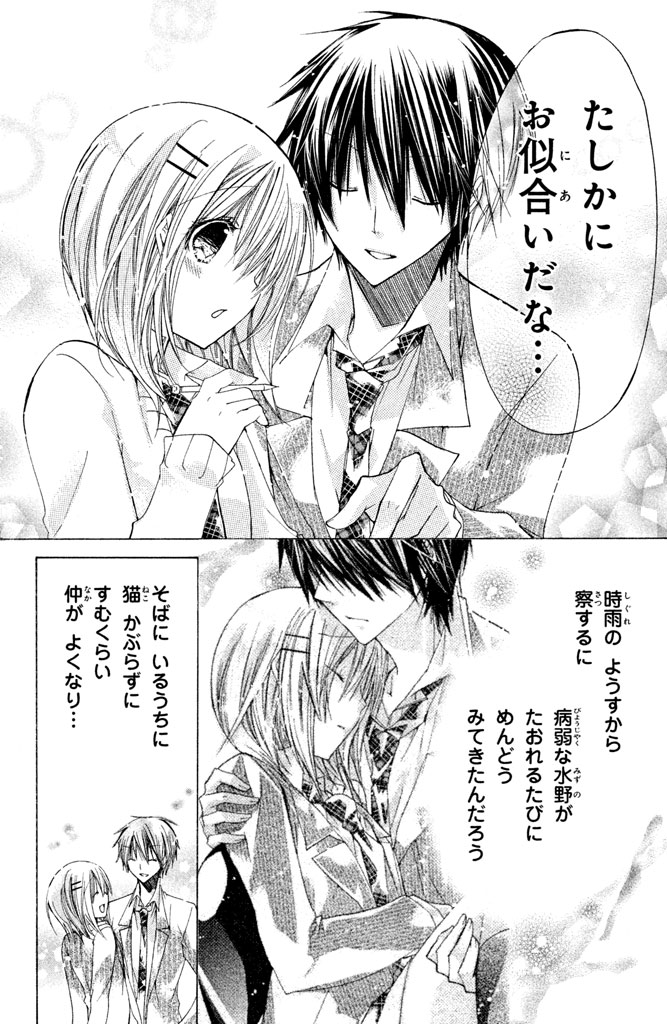 たしかに
お似合いだな…
時雨の ようすから
察するに
病弱な水野が
たおれるたびに
めんどう
みてきたんだろう
そばに いるうちに
猫 かぶらずに
すむくらい
仲が よくなり…